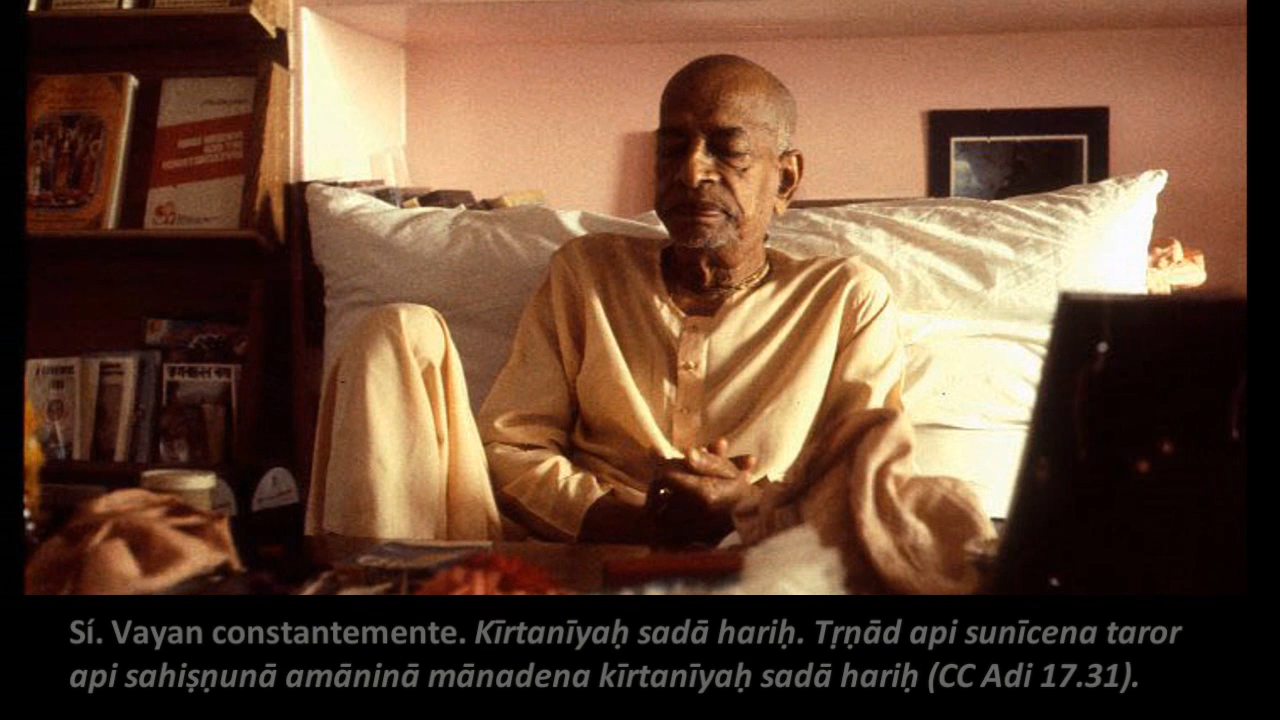 Sí. Vayan constantemente. Kīrtanīyaḥ sadā hariḥ. Tṛṇād api sunīcena taror
api sahiṣṇunā amāninā mānadena kīrtanīyaḥ sadā hariḥ (CC Adi 17.31).